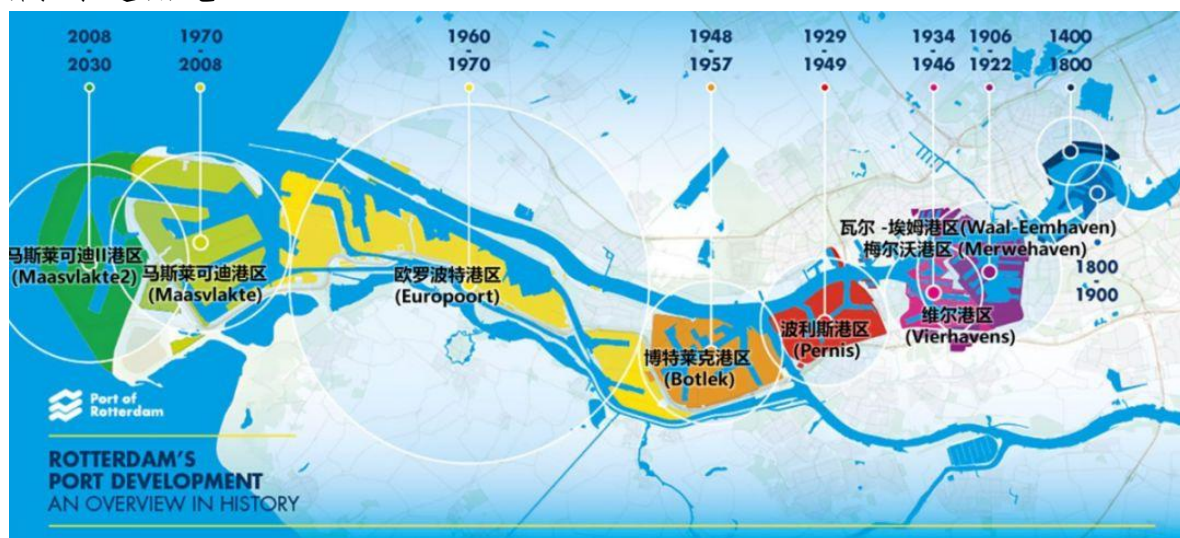 2008
-
2030
1970
-
2008
1960
-
1970
1948
-
1957
1929
-
1949
1934
-
1946
1906
-
1922
1400
-
1800
马斯莱可迪II港区
(Maasvlakte2)
马斯莱可迪港区
(Maasvlakte)
欧罗波特港区
(Europoort)
博特莱克港区
(Botlek)
波利斯港区
(Pernis)
瓦尔 -埃姆港区(Waal-Eemhaven)
梅尔沃港区 (Merwehaven)
1800
-
1900
维尔港区
(Vierhavens)
Port of
Rotterdam
ROTTERDAM'S
PORT DEVELOPMENT
AN OVERVIEW IN HISTORY